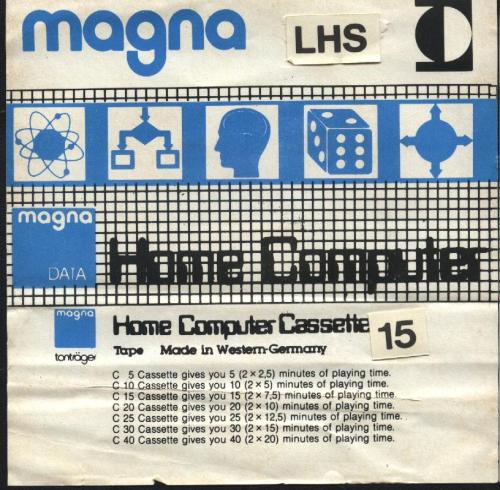 magna
LHS
magna
DATA
Home Computer
magna
tonträger
Home Computer Cassette 15
Tape Made in Western-Germany
C 5 Cassette gives you 5 (2 × 2,5) minutes of playing time.
C 10 Cassette gives you 10 (2 × 5) minutes of playing time.
C 15 Cassette gives you 15 (2 × 7,5) minutes of playing time.
C 20 Cassette gives you 20 (2 × 10) minutes of playing time.
C 25 Cassette gives you 25 (2 × 12,5) minutes of playing time.
C 30 Cassette gives you 30 (2 × 15) minutes of playing time.
C 40 Cassette gives you 40 (2 × 20) minutes of playing time.